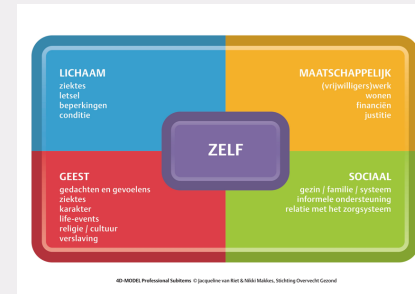 LICHAAM
ziektes
letsel
beperkingen
conditie
MAATSCHAPPELIJK
(vrijwilligers)werk
wonen
financiën
justitie
ZELF
GEEST
gedachten en gevoelens
ziektes
karakter
life-events
religie / cultuur
verslaving
SOCIAAL
gezin / familie / systeem
informele ondersteuning
relatie met het zorgsysteem
4D-MODEL Professional Subitems © Jacqueline van Riet & Nikki Makkes, Stichting Overvecht Gezond